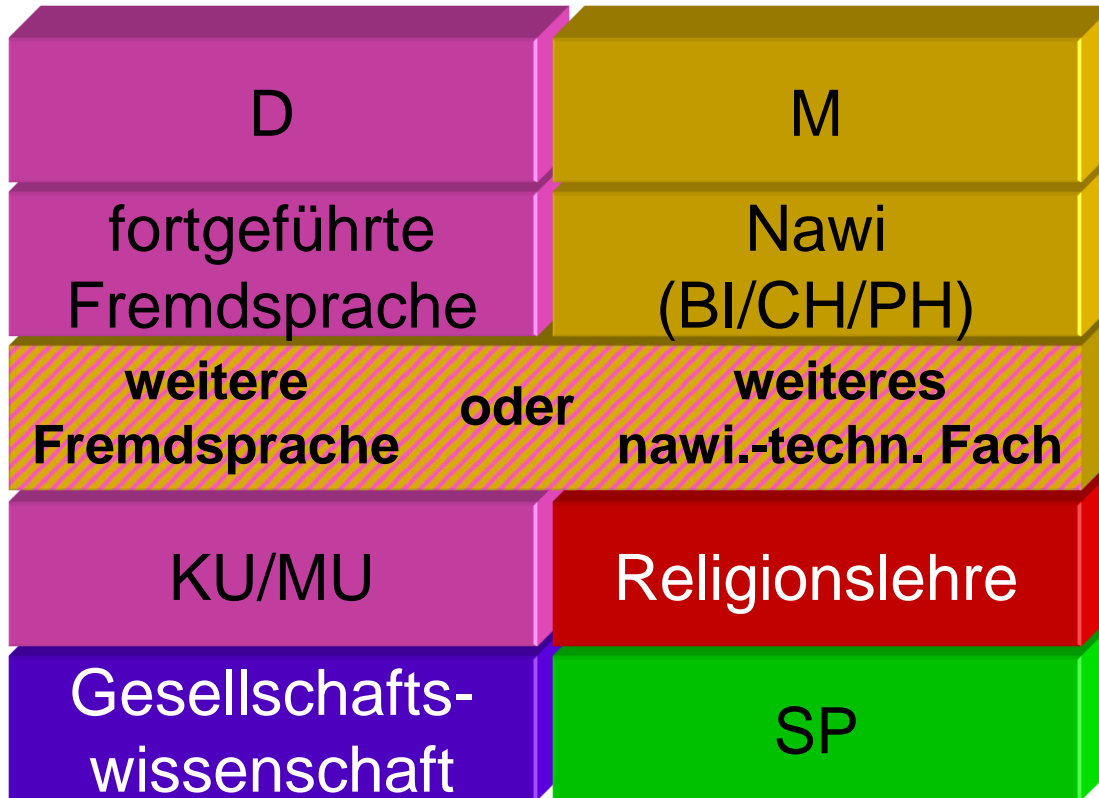 D
M
fortgeführte
Fremdsprache
Nawi
(BI/CH/PH)
weitere
Fremdsprache
oder
weiteres
nawi.-techn. Fach
KU/MU
Religionslehre
Gesellschafts-
wissenschaft
SP